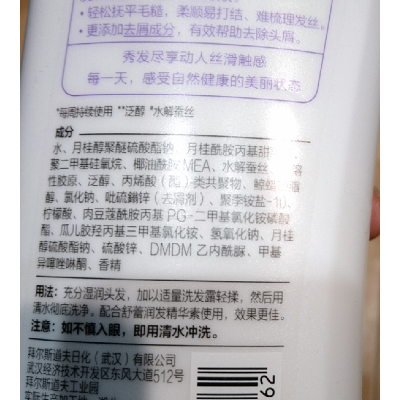 •轻松抚平毛糙,柔顺易打结、难梳理发丝。
•更添加去屑成分,有效帮助去除头屑。
秀发尽享动人丝滑触感
每一天,感受自然健康的美丽状态
*每周持续使用 **泛醇 °水解蚕丝
成分
水、月桂醇聚醚硫酸酯钠、月桂酰胺丙基甜
聚二甲基硅氧烷、椰油酰胺MEA、水解蚕丝、
性胶原、泛醇、丙烯酸(酯)类共聚物、鲸蜡
醇、氯化钠、吡硫鎓锌(去屑剂)、聚季铵盐-10、
柠檬酸、肉豆蔻酰胺丙基PG-二甲基氯化铵磷酸
酯、瓜儿胶羟丙基三甲基氯化铵、氢氧化钠、月桂
醇硫酸酯钠、硫酸锌、DMDM乙内酰脲、甲基
异噻唑啉酮、香精
用法:充分湿润头发,加以适量洗发露轻揉,然后用
清水彻底洗净,配合舒蕾润发精华素使用,效果更佳。
注意:如不慎入眼,即用清水冲洗。
拜尔斯道夫日化(武汉)有限公司
武汉经济技术开发区东风大道512号
拜尔斯道夫工业园
62